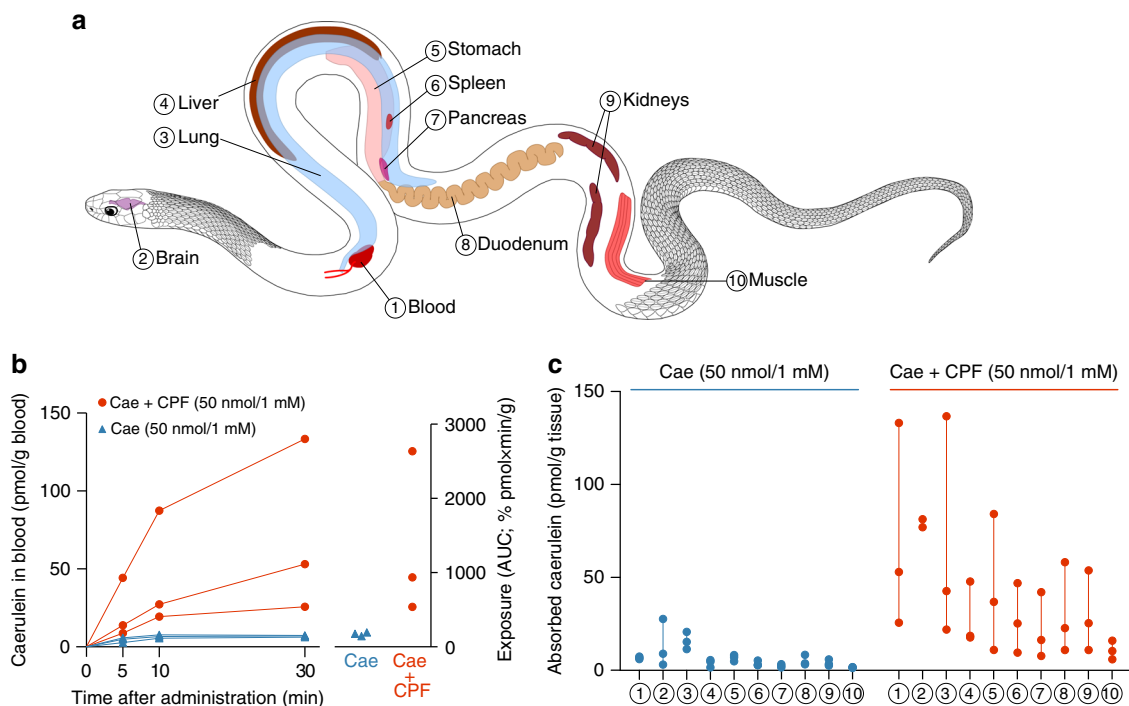 a
⑤ Stomach
⑥ Spleen
④ Liver
⑨ Kidneys
⑦ Pancreas
③ Lung
⑧ Duodenum
② Brain
⑩ Muscle
① Blood
b
Cae + CPF (50 nmol/1 mM)
Cae (50 nmol/1 mM)
Caerulein in blood (pmol/g blood)
150
100
50
0
0 5 10 30
Time after administration (min)
3000
2000
1000
0
Exposure (AUC; % pmol×min/g)
Cae
Cae
+
CPF
c
Cae (50 nmol/1 mM)
Cae + CPF (50 nmol/1 mM)
Absorbed caerulein (pmol/g tissue)
150
100
50
0
① ② ③ ④ ⑤ ⑥ ⑦ ⑧ ⑨ ⑩
① ② ③ ④ ⑤ ⑥ ⑦ ⑧ ⑨ ⑩